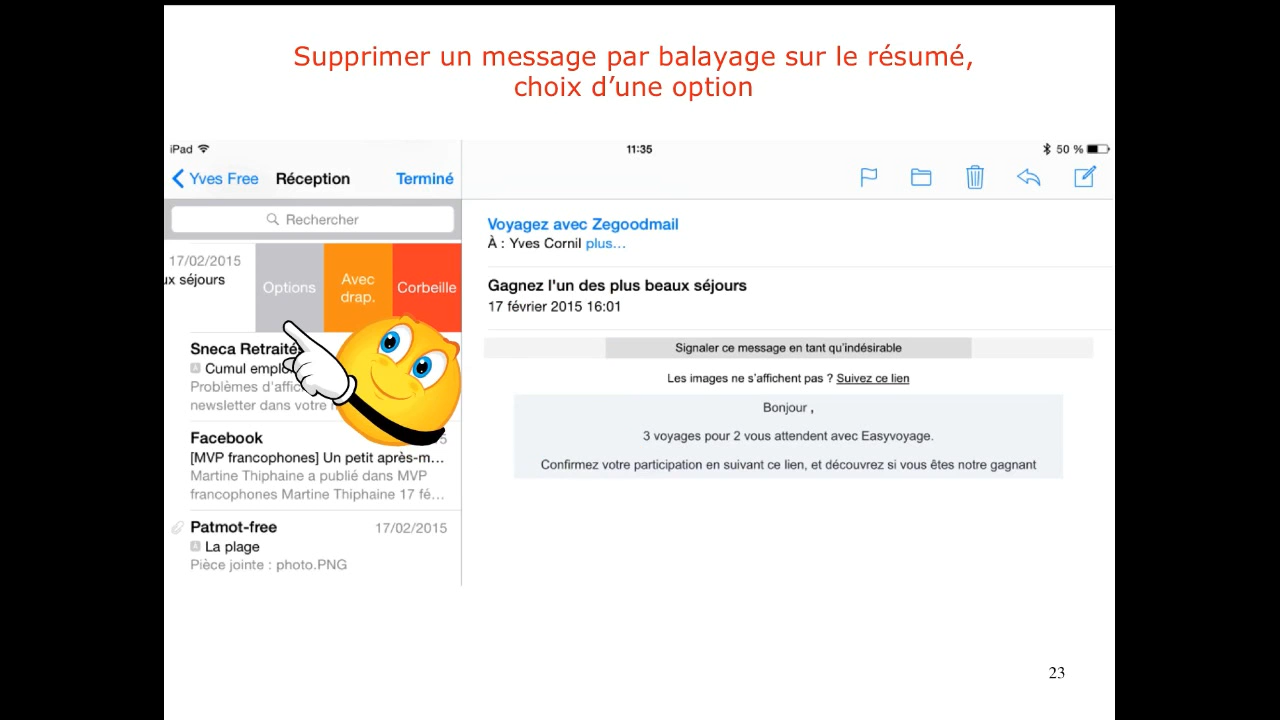 Supprimer un message par balayage sur le résumé,
choix d’une option
iPad
11:35
50 %
Yves Free
Réception
Terminé
Rechercher
17/02/2015
ux séjours
Options
Avec
drap.
Corbeille
Sneca Retraités
Cumul emplo
Problèmes d'affic
newsletter dans votre
Facebook
5
[MVP francophones] Un petit après-m...
Martine Thiphaine a publié dans MVP
francophones Martine Thiphaine 17 fé...
Patmot-free
17/02/2015
La plage
Pièce jointe : photo.PNG
Voyagez avec Zegoodmail
À : Yves Cornil plus...
Gagnez l'un des plus beaux séjours
17 février 2015 16:01
Signaler ce message en tant qu'indésirable
Les images ne s'affichent pas ? Suivez ce lien
Bonjour ,
3 voyages pour 2 vous attendent avec Easyvoyage.
Confirmez votre participation en suivant ce lien, et découvrez si vous êtes notre gagnant
23